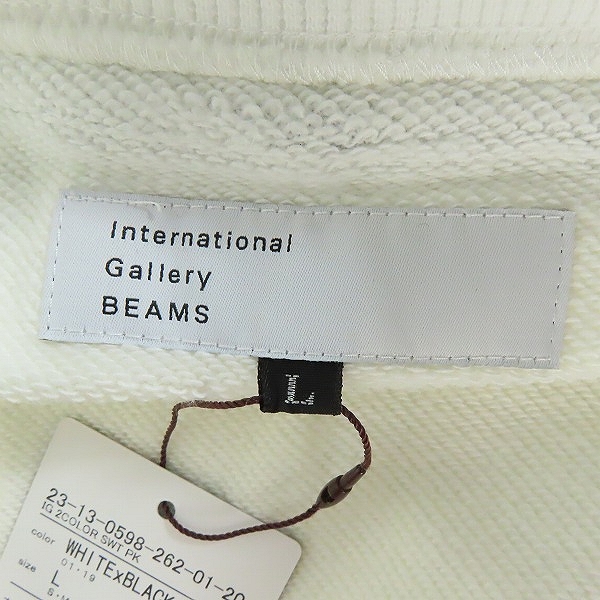 International
Gallery
BEAMS
23-13-0598-262-01-20
IG 2COLOR SWT PK
color WHITExBLACK
01·19
size L